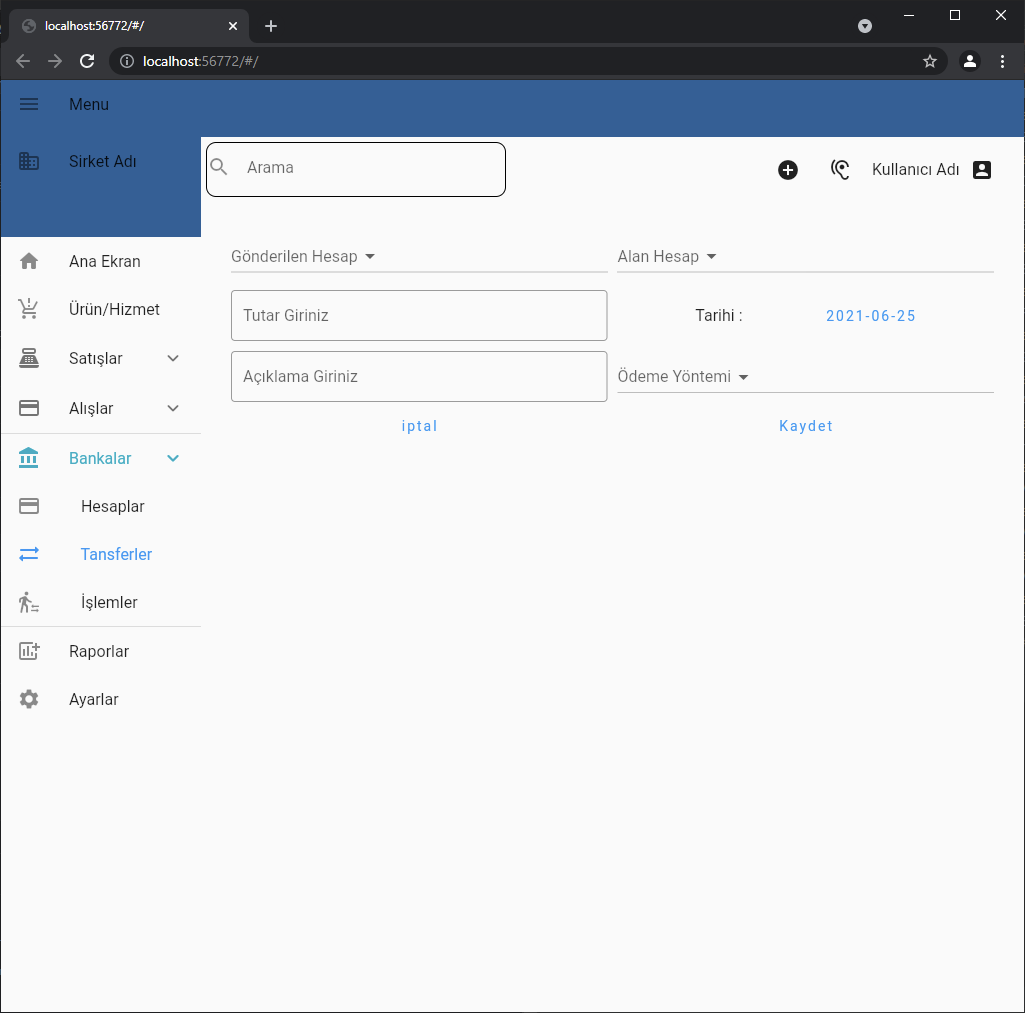 localhost:56772/#/
localhost:56772/#/
Menu
Sirket Adı
Arama
Kullanıcı Adı
Ana Ekran
Ürün/Hizmet
Satışlar
Alışlar
Bankalar
Hesaplar
Tansferler
İşlemler
Raporlar
Ayarlar
Gönderilen Hesap
Alan Hesap
Tutar Giriniz
Tarihi :
2021-06-25
Açıklama Giriniz
Ödeme Yöntemi
iptal
Kaydet